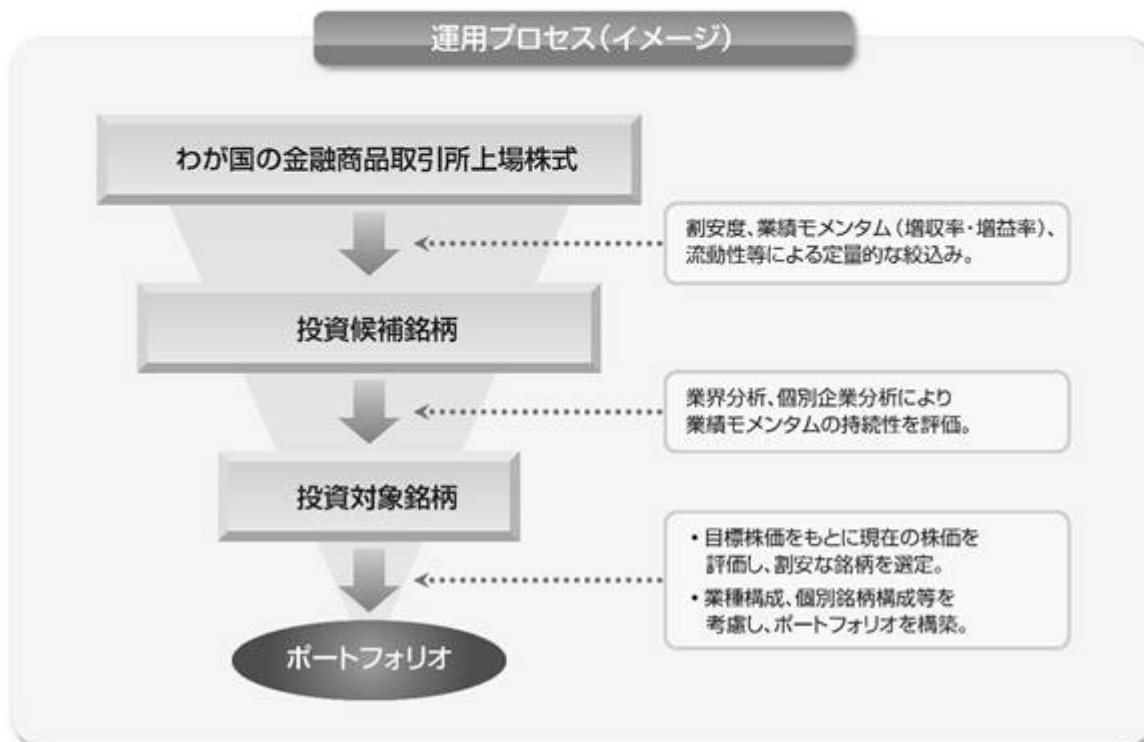 運用プロセス(イメージ)
わが国の金融商品取引所上場株式
割安度、業績モメンタム(増収率・増益率)、
流動性等による定量的な絞込み。
投資候補銘柄
業界分析、個別企業分析により
業績モメンタムの持続性を評価。
投資対象銘柄
・目標株価をもとに現在の株価を
評価し、割安な銘柄を選定。
・業種構成、個別銘柄構成等を
考慮し、ポートフォリオを構築。
ポートフォリオ